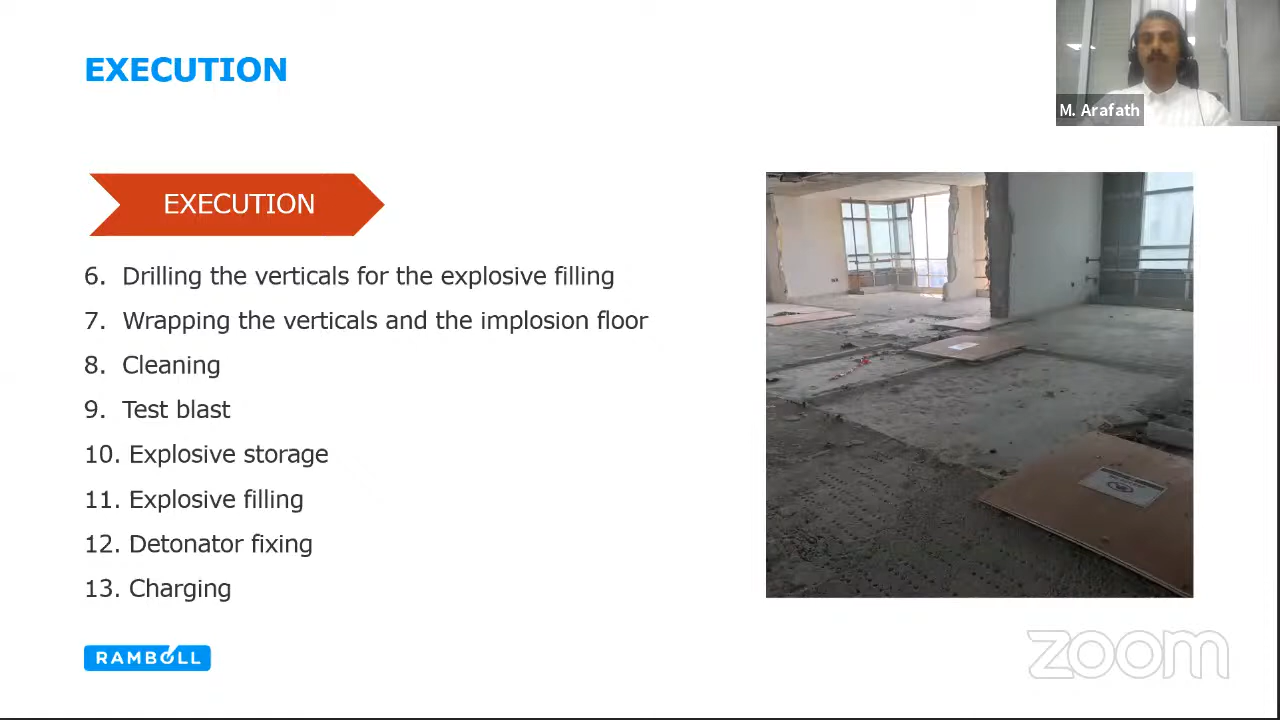 EXECUTION
M. Arafath
EXECUTION
6. Drilling the verticals for the explosive filling
7. Wrapping the verticals and the implosion floor
8. Cleaning
9. Test blast
10. Explosive storage
11. Explosive filling
12. Detonator fixing
13. Charging
RAMBOLL
zoom